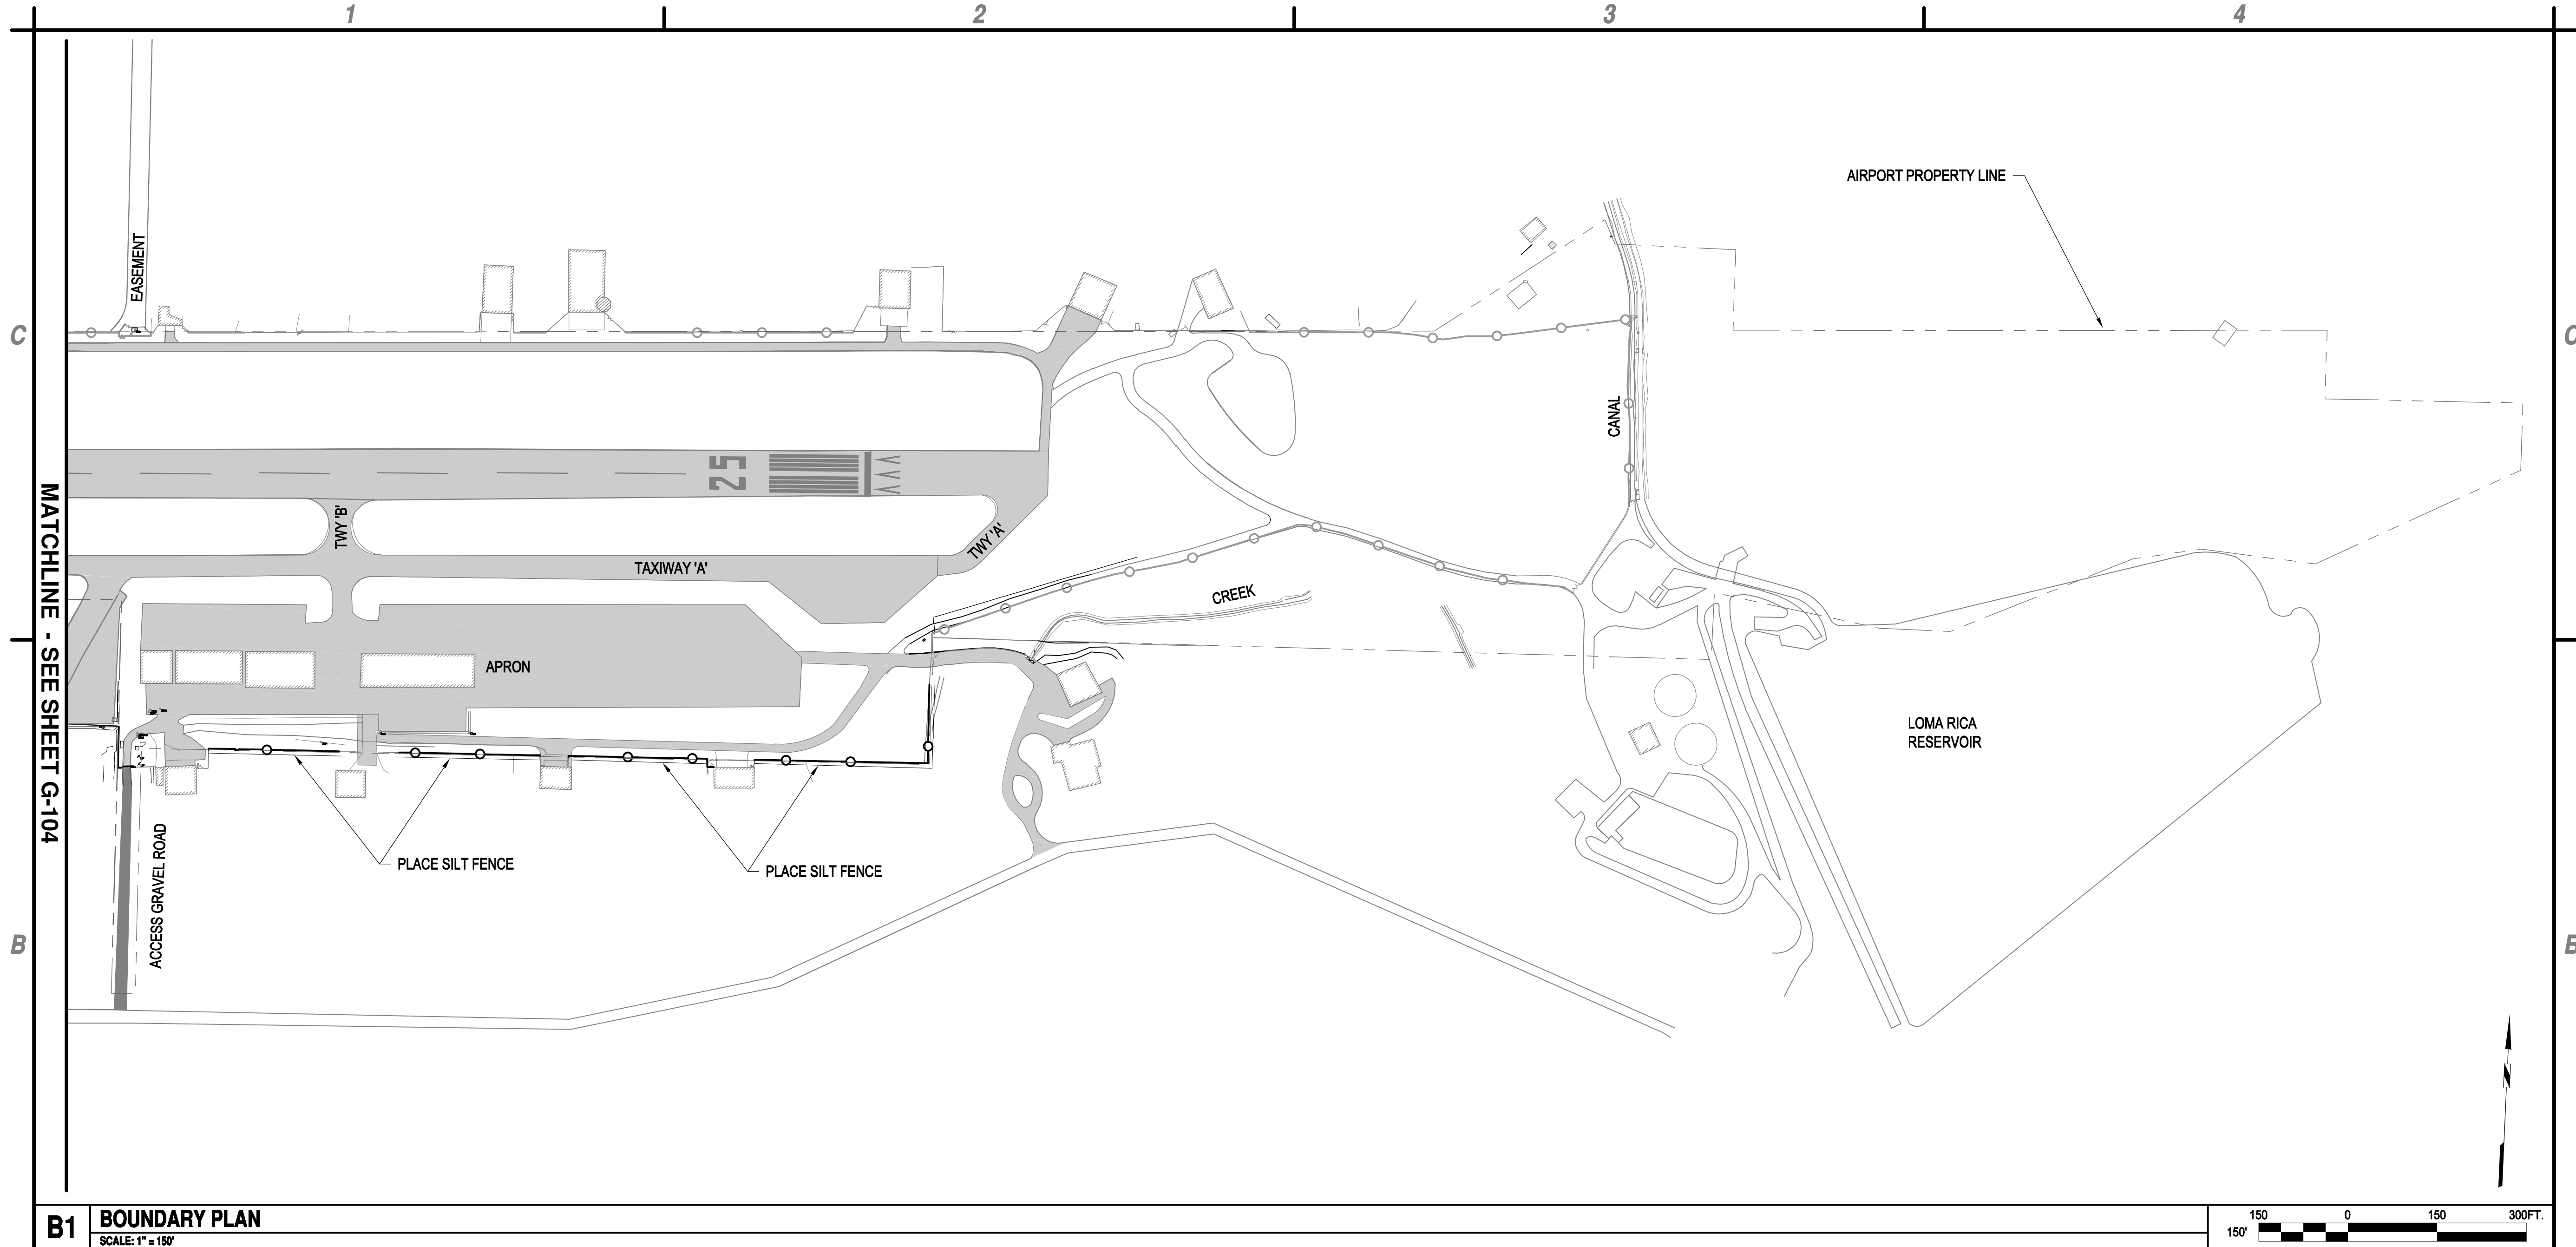 1 2 3 4
AIRPORT PROPERTY LINE
EASEMENT
C
C
CANAL
25
MATCHLINE - SEE SHEET G-104
TWY 'B'
TWY 'A'
TAXIWAY 'A'
CREEK
APRON
LOMA RICA
RESERVOIR
ACCESS GRAVEL ROAD
PLACE SILT FENCE
PLACE SILT FENCE
B
B
N
B1
BOUNDARY PLAN
SCALE: 1" = 150'
150'
150 0 150 300FT.